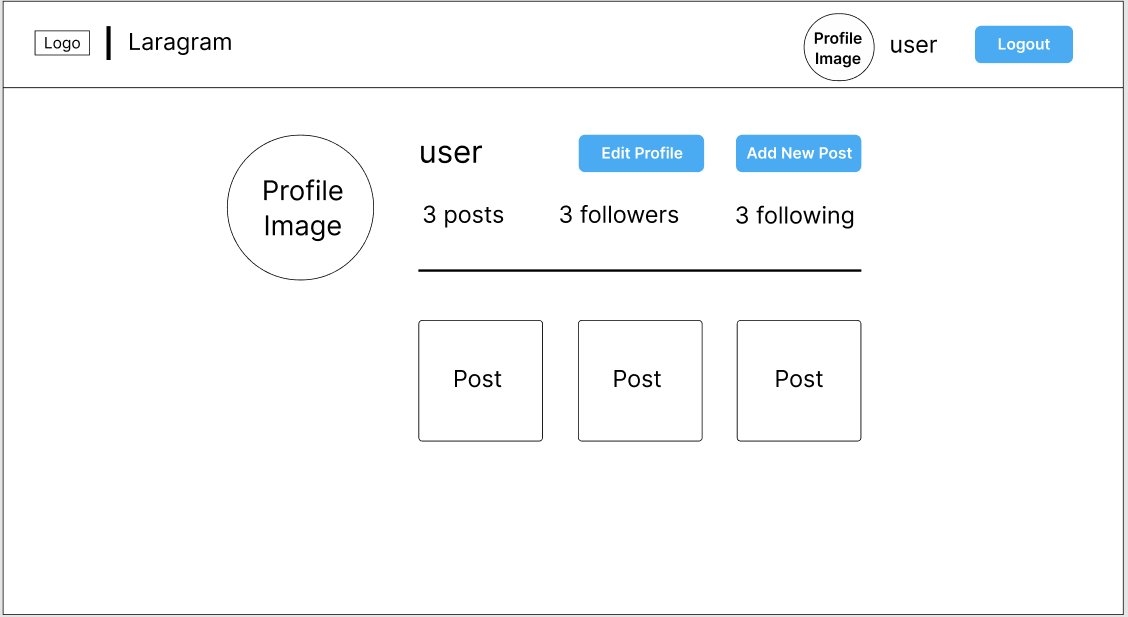 Logo
Laragram
Profile
Image
user
Logout
Profile
Image
user
Edit Profile
Add New Post
3 posts
3 followers
3 following
Post
Post
Post